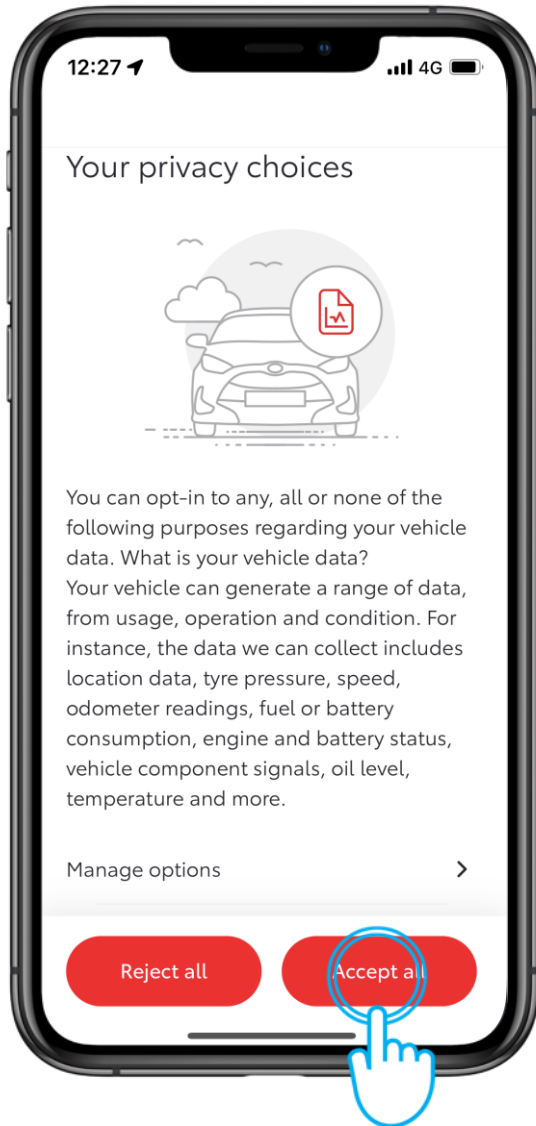 12:27 4G
Your privacy choices
You can opt-in to any, all or none of the
following purposes regarding your vehicle
data. What is your vehicle data?
Your vehicle can generate a range of data,
from usage, operation and condition. For
instance, the data we can collect includes
location data, tyre pressure, speed,
odometer readings, fuel or battery
consumption, engine and battery status,
vehicle component signals, oil level,
temperature and more.
Manage options
Reject all Accept all